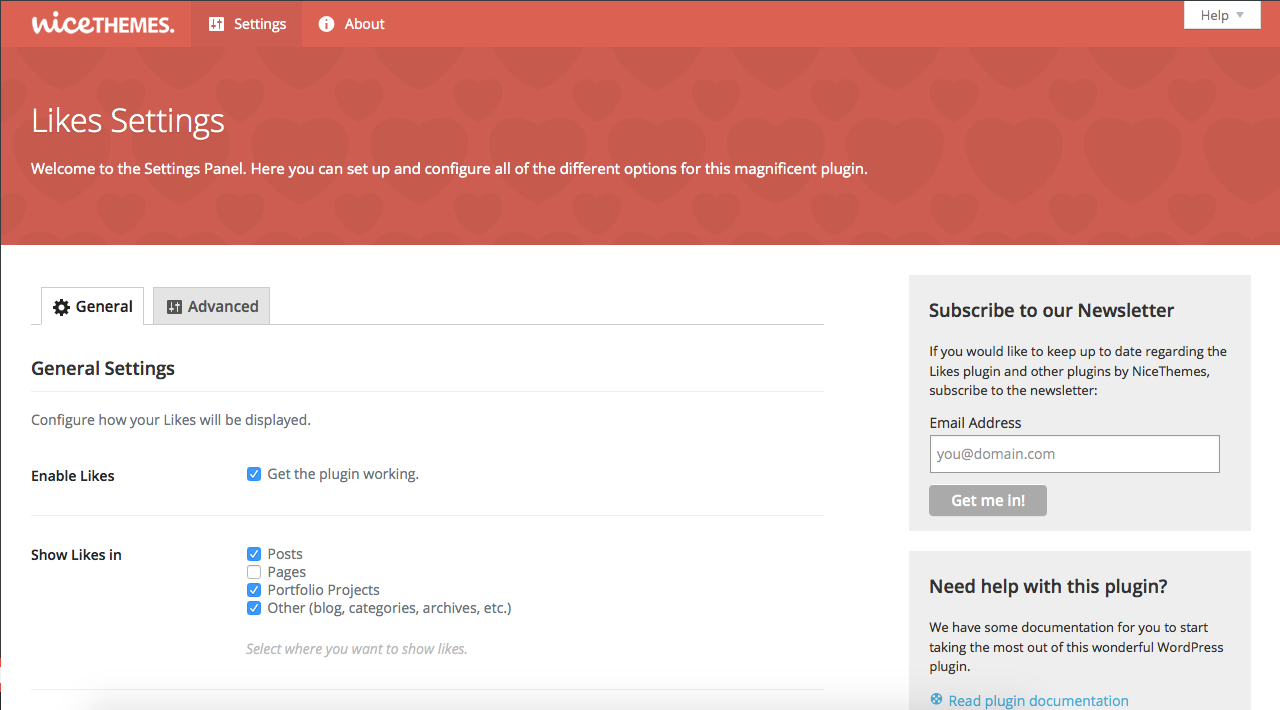 niceTHEMES.
Settings
About
Help
Likes Settings
Welcome to the Settings Panel. Here you can set up and configure all of the different options for this magnificent plugin.
General
Advanced
General Settings
Configure how your Likes will be displayed.
Enable Likes
Get the plugin working.
Show Likes in
Posts
Pages
Portfolio Projects
Other (blog, categories, archives, etc.)
Select where you want to show likes.
Subscribe to our Newsletter
If you would like to keep up to date regarding the
Likes plugin and other plugins by NiceThemes,
subscribe to the newsletter:
Email Address
you@domain.com
Get me in!
Need help with this plugin?
We have some documentation for you to start
taking the most out of this wonderful WordPress
plugin.
Read plugin documentation